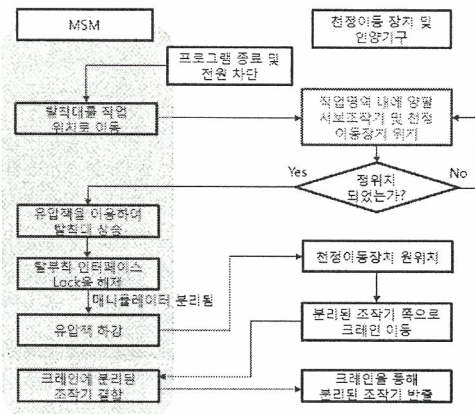 MSM
천정이동 장치 및
인양기구
프로그램 종료 및
전원 차단
탈착대를 작업
위치로 이동
작업영역 내에 양팔
서보조작기 및 천정
이동장치 위기
Yes
정위치
되었는가?
No
유압잭을 이용하여
탈착대 상승
탈부착 인터페이스
Lock을 해제
천정이동장치 원위치
매니퓰레이터 분리됨
유압잭 하강
분리된 조작기 쪽으로
크레인 이동
크레인에 분리된
조작기 결합
크레인을 통해
분리된 조작기 반출